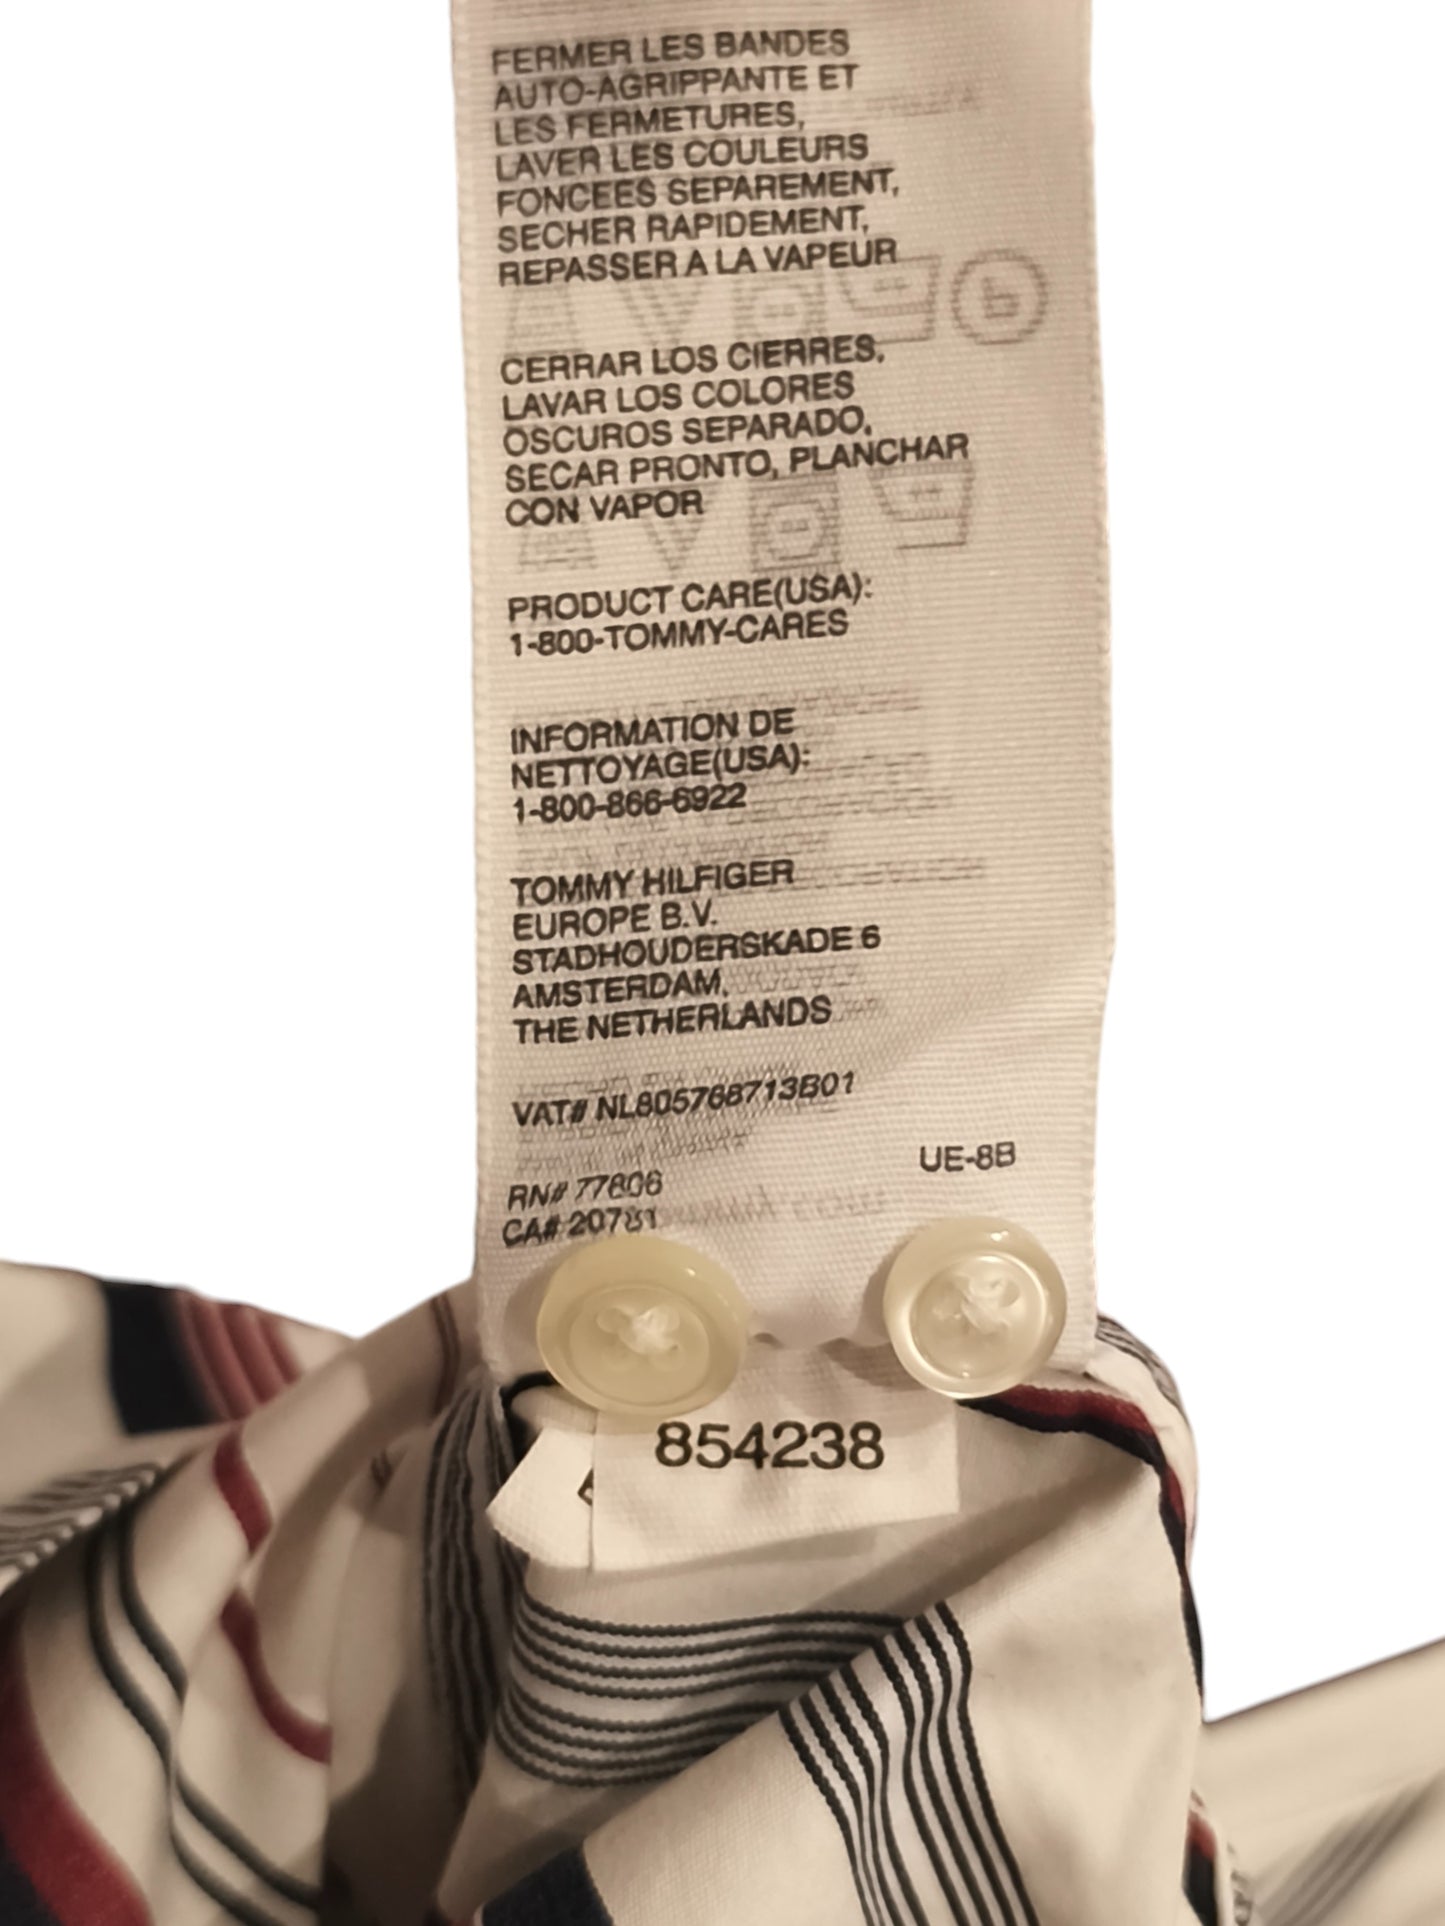 FERMER LES BANDES
AUTO-AGRIPPANTE ET
LES FERMETURES,
LAVER LES COULEURS
FONCEES SEPAREMENT,
SECHER RAPIDEMENT,
REPASSER A LA VAPEUR
CERRAR LOS CIERRES,
LAVAR LOS COLORES
OSCUROS SEPARADO,
SECAR PRONTO, PLANCHAR
CON VAPOR
PRODUCT CARE(USA):
1-800-TOMMY-CARES
INFORMATION DE
NETTOYAGE(USA):
1-800-866-6922
TOMMY HILFIGER
EUROPE B.V.
STADHOUDERSKADE 6
AMSTERDAM,
THE NETHERLANDS
VAT# NL805768713B01
UE-8B
RN# 77806
CA# 20781
854238